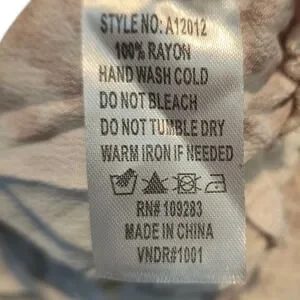 STYLE NO: A12012
100% RAYON
HAND WASH COLD
DO NOT BLEACH
DO NOT TUMBLE DRY
WARM IRON IF NEEDED
RN# 109283
MADE IN CHINA
VNDR#1001